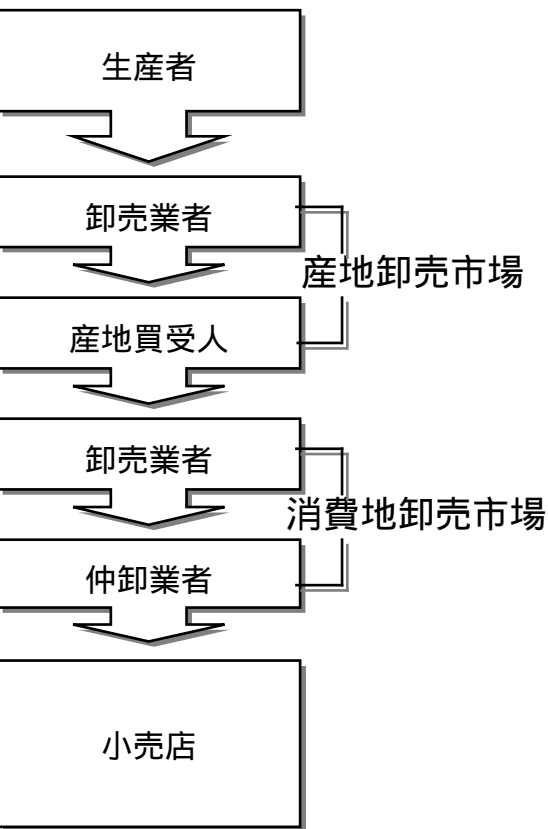 生産者
卸売業者
産地卸売市場
産地買受人
卸売業者
消費地卸売市場
仲卸業者
小売店